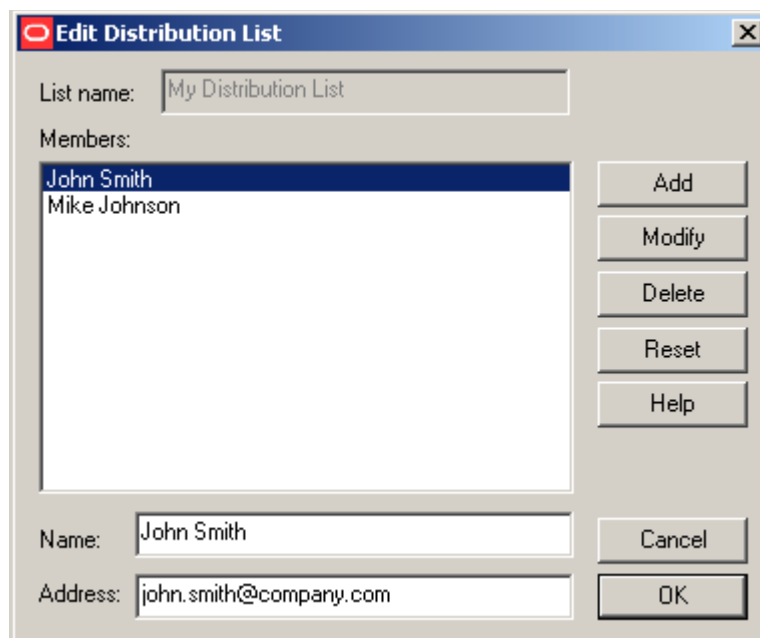 Edit Distribution List
List name: My Distribution List
Members:
John Smith
Mike Johnson
Add
Modify
Delete
Reset
Help
Name: John Smith
Cancel
Address: john.smith@company.com
OK